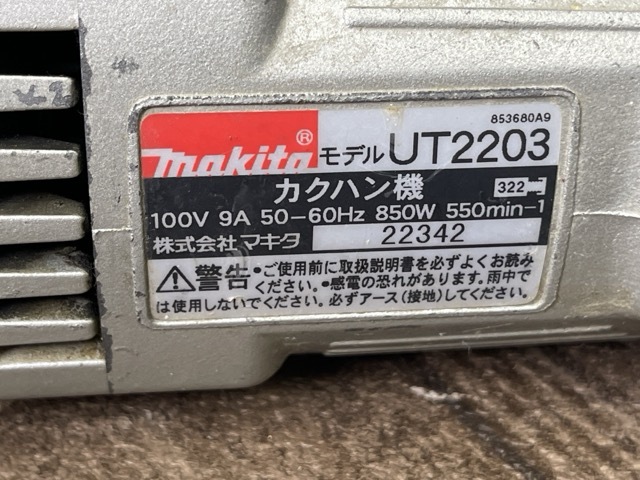 853680A9
makita® モデル UT2203
カクハン機 322
100V 9A 50-60Hz 850W 550min-1
株式会社 マキタ 22342
⚠警告 •ご使用前に取扱説明書を必ずよくお読み
ください。•感電の恐れがあります。雨中で
は使用しないでください。必ずアース(接地)してください。